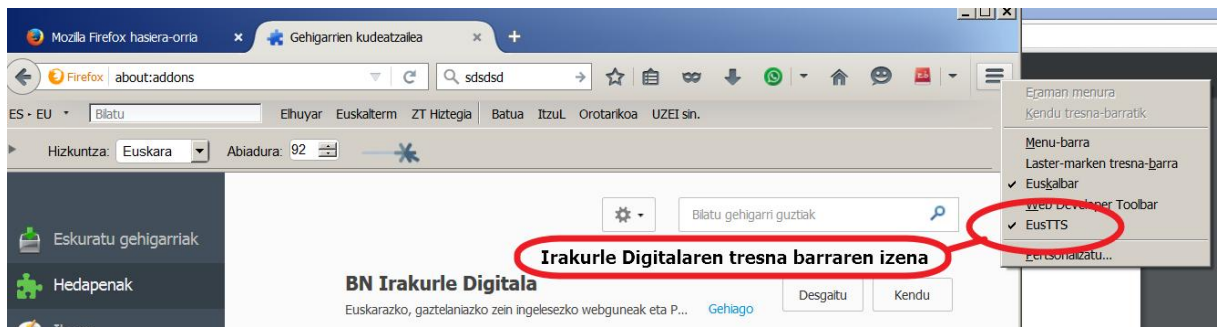 Mozilla Firefox hasiera-orria
Gehigarrien kudeatzailea
Firefox about:addons
sdsdsd
ES - EU Bilatu Elhuyar Euskalterm ZT Hiztegia Batua ItzuL Orotarikoa UZEI sin.
Hizkuntza: Euskara Abiadura: 92
Eraman menura
Kendu tresna-barratik
Menu-barra
Laster-marken tresna-barra
Euskalbar
Web Developer Toolbar
EusTTS
Pertsonalizatu...
Bilatu gehigarri guztiak
Eskuratu gehigarriak
Irakurle Digitalaren tresna barraren izena
Hedapenak
BN Irakurle Digitala
Desgaitu Kendu
Euskarazko, gaztelaniazko zein ingelesezko webguneak eta P... Gehiago